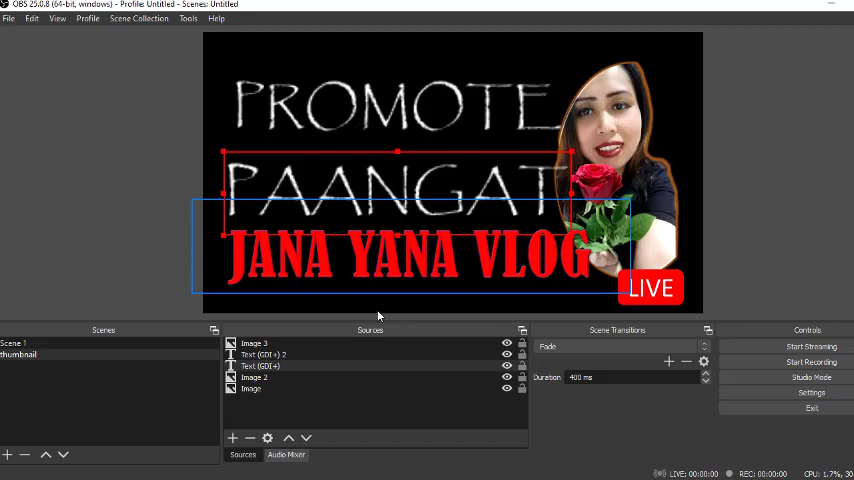 OBS 25.0.8 (64-bit, windows) - Profile: Untitled - Scenes: Untitled
File Edit View Profile Scene Collection Tools Help
PROMOTE
PAANGAT
JANA YANA VLOG
LIVE
Scenes
Scene 1
thumbnail
Sources
Image 3
Text (GDI+) 2
Text (GDI+)
Image 2
Image
Sources Audio Mixer
Scene Transitions
Fade
Duration 400 ms
Controls
Start Streaming
Start Recording
Studio Mode
Settings
Exit
LIVE: 00:00:00 REC: 00:00:00 CPU: 1.7%, 30